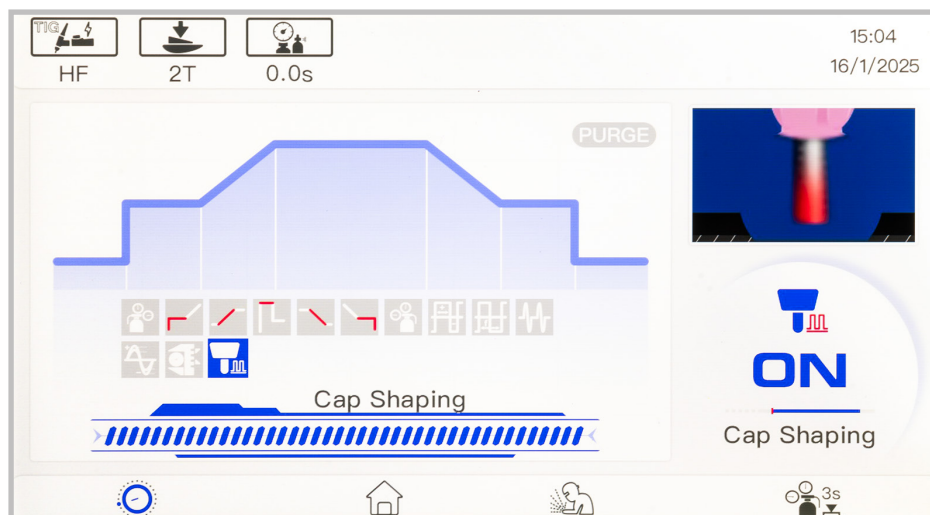 TIG
HF
2T
0.0s
15:04
16/1/2025
PURGE
Cap Shaping
ON
Cap Shaping
3s